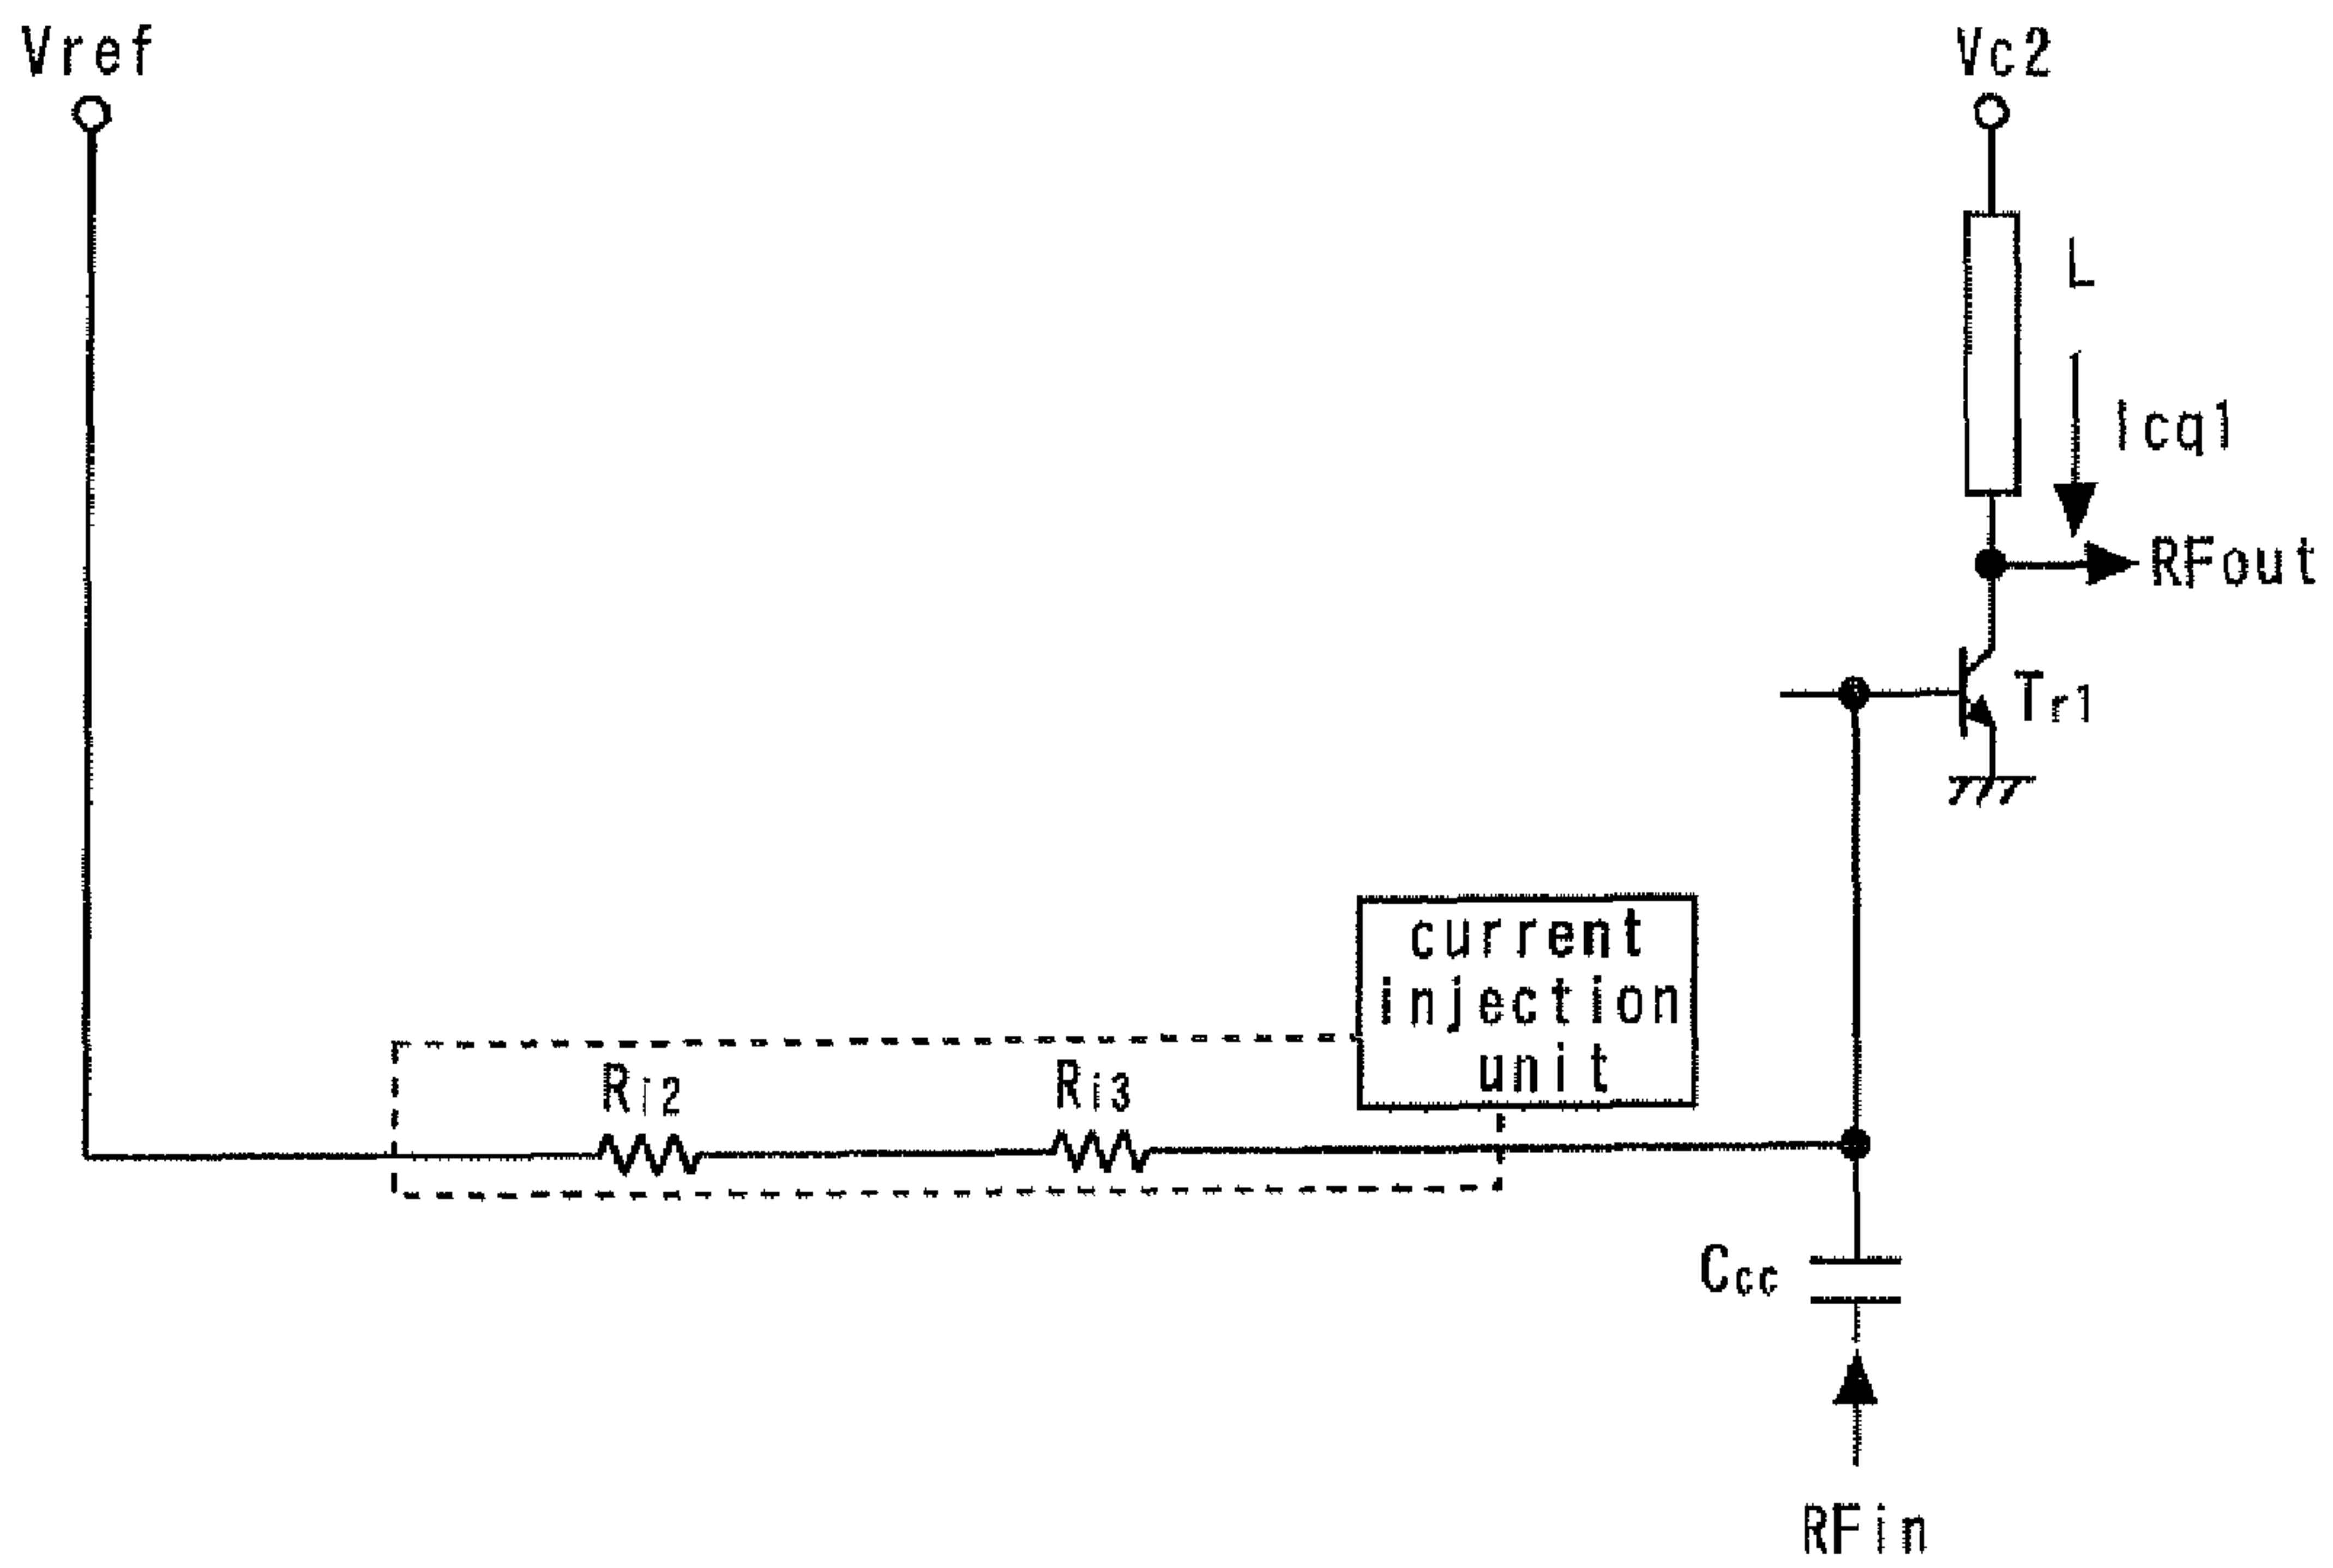 Vref
Vc2
L
Icq1
RFout
Tr1
current
injection
unit
Ri2
Ri3
Ccc
RFin